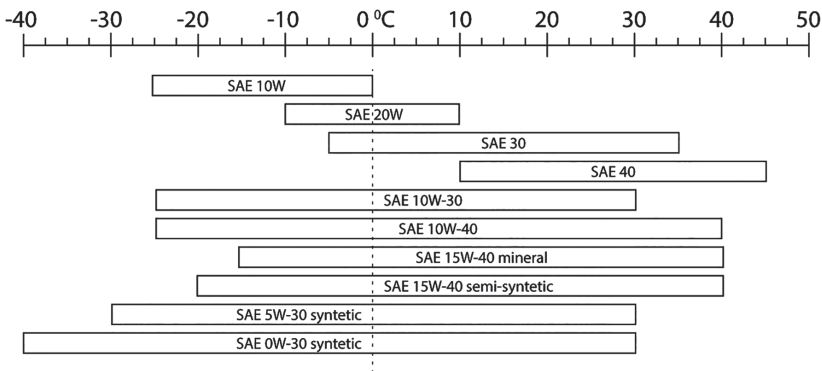 -40 -30 -20 -10 0 ⁰C 10 20 30 40 50
SAE 10W
SAE 20W
SAE 30
SAE 40
SAE 10W-30
SAE 10W-40
SAE 15W-40 mineral
SAE 15W-40 semi-syntetic
SAE 5W-30 syntetic
SAE 0W-30 syntetic